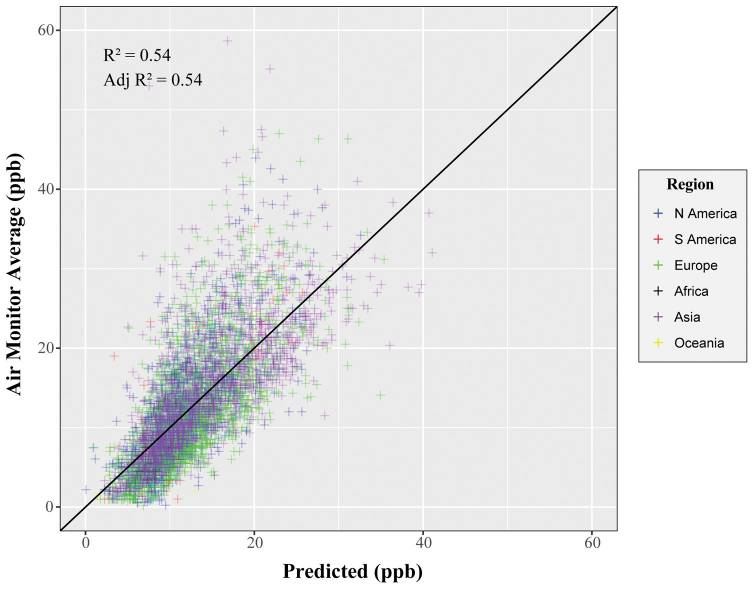 R² = 0.54
Adj R² = 0.54
Air Monitor Average (ppb)
60
40
20
0
0 20 40 60
Predicted (ppb)
Region
N America
S America
Europe
Africa
Asia
Oceania